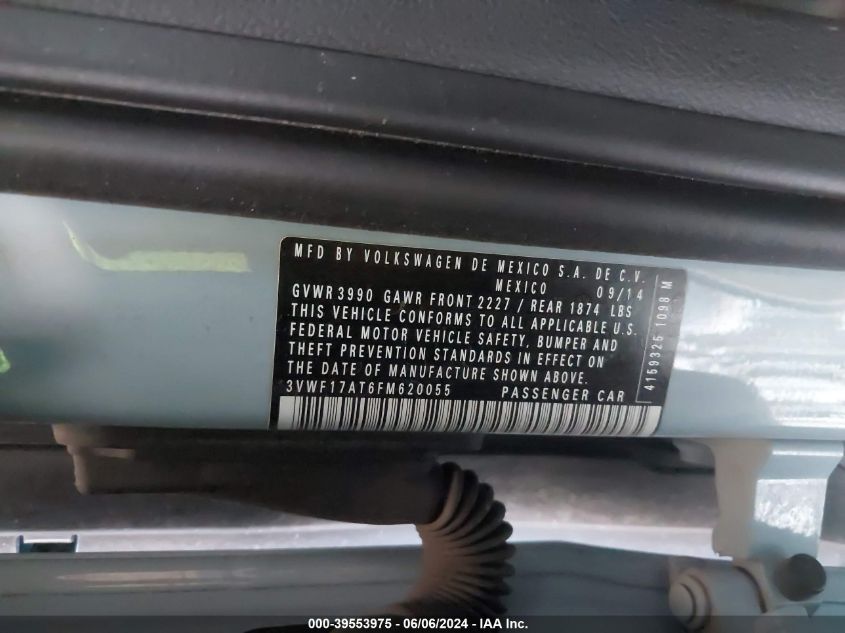 MFD BY VOLKSWAGEN DE MEXICO S.A. DE C.V.
MEXICO 09/14
GVWR 3990 GAWR FRONT 2227 / REAR 1874 LBS
THIS VEHICLE CONFORMS TO ALL APPLICABLE U.S.
FEDERAL MOTOR VEHICLE SAFETY, BUMPER AND
THEFT PREVENTION STANDARDS IN EFFECT ON
THE DATE OF MANUFACTURE SHOWN ABOVE.
3VWF17AT6FM620055 PASSENGER CAR
4159325 1098 M
000-39553975 - 06/06/2024 - IAA Inc.